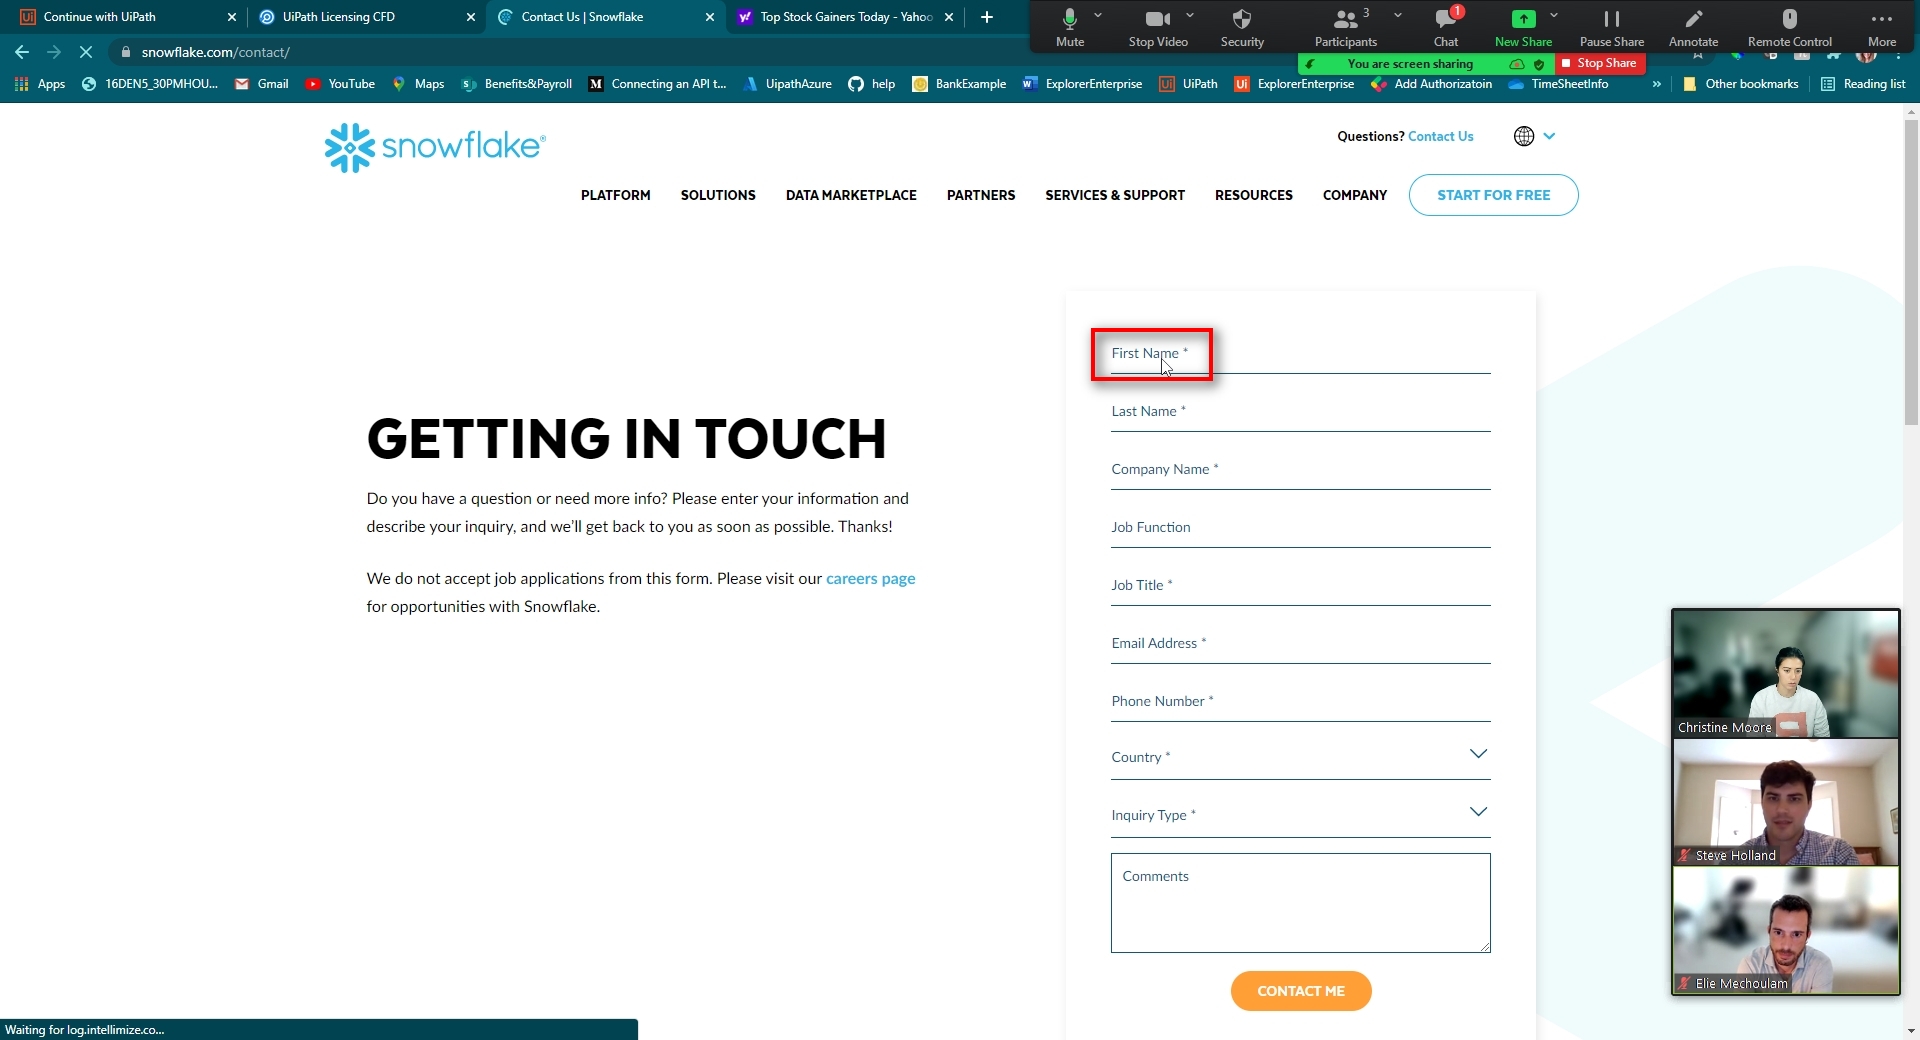 Continue with UiPath
UiPath Licensing CFD
Contact Us | Snowflake
Top Stock Gainers Today - Yahoo
Mute
Stop Video
Security
Participants
3
Chat
1
New Share
Pause Share
Annotate
Remote Control
More
snowflake.com/contact/
You are screen sharing
Stop Share
Apps
16DEN5_30PMHOU...
Gmail
YouTube
Maps
Benefits&Payroll
Connecting an API t...
UipathAzure
help
BankExample
ExplorerEnterprise
UiPath
ExplorerEnterprise
Add Authorizatoin
TimeSheetInfo
»
Other bookmarks
Reading list
snowflake®
Questions? Contact Us
PLATFORM
SOLUTIONS
DATA MARKETPLACE
PARTNERS
SERVICES & SUPPORT
RESOURCES
COMPANY
START FOR FREE
GETTING IN TOUCH
Do you have a question or need more info? Please enter your information and
describe your inquiry, and we'll get back to you as soon as possible. Thanks!
We do not accept job applications from this form. Please visit our careers page
for opportunities with Snowflake.
First Name *
Last Name *
Company Name *
Job Function
Job Title *
Email Address *
Phone Number *
Country *
Inquiry Type *
Comments
CONTACT ME
Christine Moore
Steve Holland
Elie Mechoulam
Waiting for log.intellimize.co...